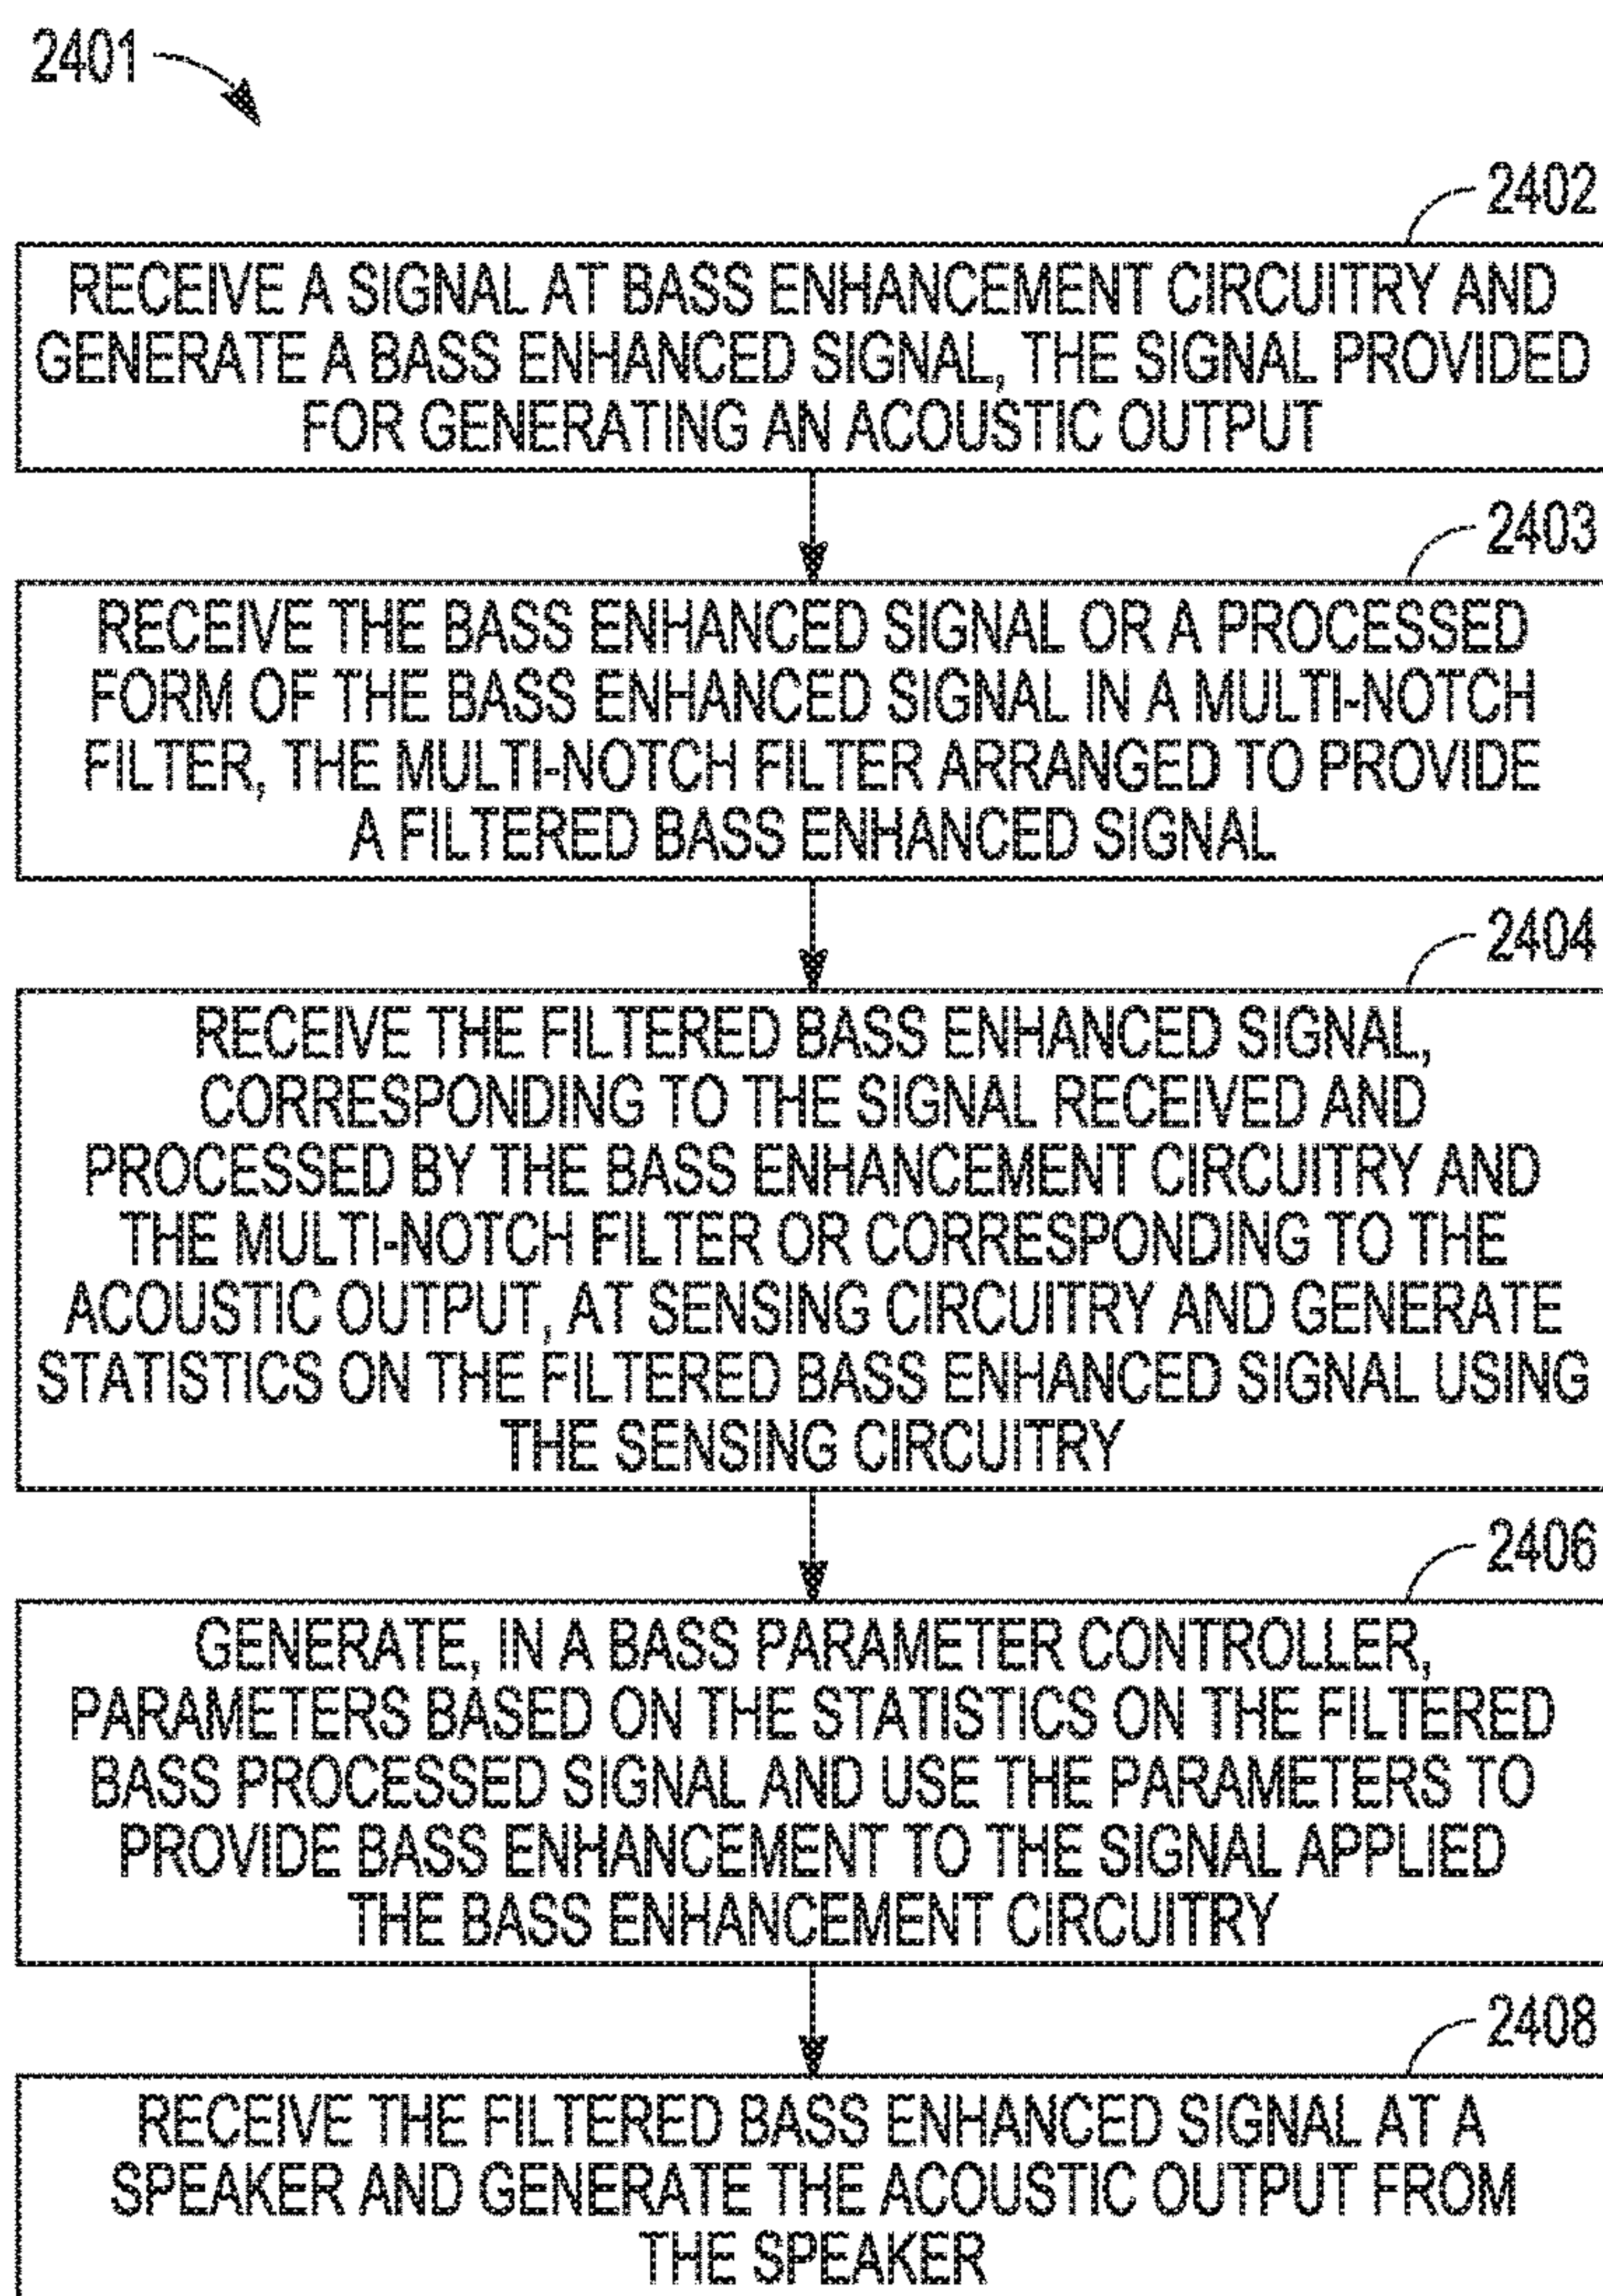 2401
2402
RECEIVE A SIGNAL AT BASS ENHANCEMENT CIRCUITRY AND
GENERATE A BASS ENHANCED SIGNAL, THE SIGNAL PROVIDED
FOR GENERATING AN ACOUSTIC OUTPUT
2403
RECEIVE THE BASS ENHANCED SIGNAL OR A PROCESSED
FORM OF THE BASS ENHANCED SIGNAL IN A MULTI-NOTCH
FILTER, THE MULTI-NOTCH FILTER ARRANGED TO PROVIDE
A FILTERED BASS ENHANCED SIGNAL
2404
RECEIVE THE FILTERED BASS ENHANCED SIGNAL,
CORRESPONDING TO THE SIGNAL RECEIVED AND
PROCESSED BY THE BASS ENHANCEMENT CIRCUITRY AND
THE MULTI-NOTCH FILTER OR CORRESPONDING TO THE
ACOUSTIC OUTPUT, AT SENSING CIRCUITRY AND GENERATE
STATISTICS ON THE FILTERED BASS ENHANCED SIGNAL USING
THE SENSING CIRCUITRY
2406
GENERATE, IN A BASS PARAMETER CONTROLLER,
PARAMETERS BASED ON THE STATISTICS ON THE FILTERED
BASS PROCESSED SIGNAL AND USE THE PARAMETERS TO
PROVIDE BASS ENHANCEMENT TO THE SIGNAL APPLIED
THE BASS ENHANCEMENT CIRCUITRY
2408
RECEIVE THE FILTERED BASS ENHANCED SIGNAL AT A
SPEAKER AND GENERATE THE ACOUSTIC OUTPUT FROM
THE SPEAKER